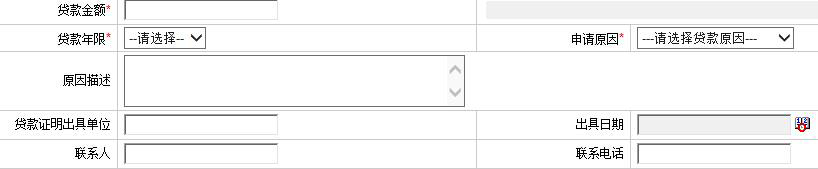 贷款金额*
贷款年限* --请选择-- 申请原因* ---请选择贷款原因---
原因描述
贷款证明出具单位 出具日期
联系人 联系电话